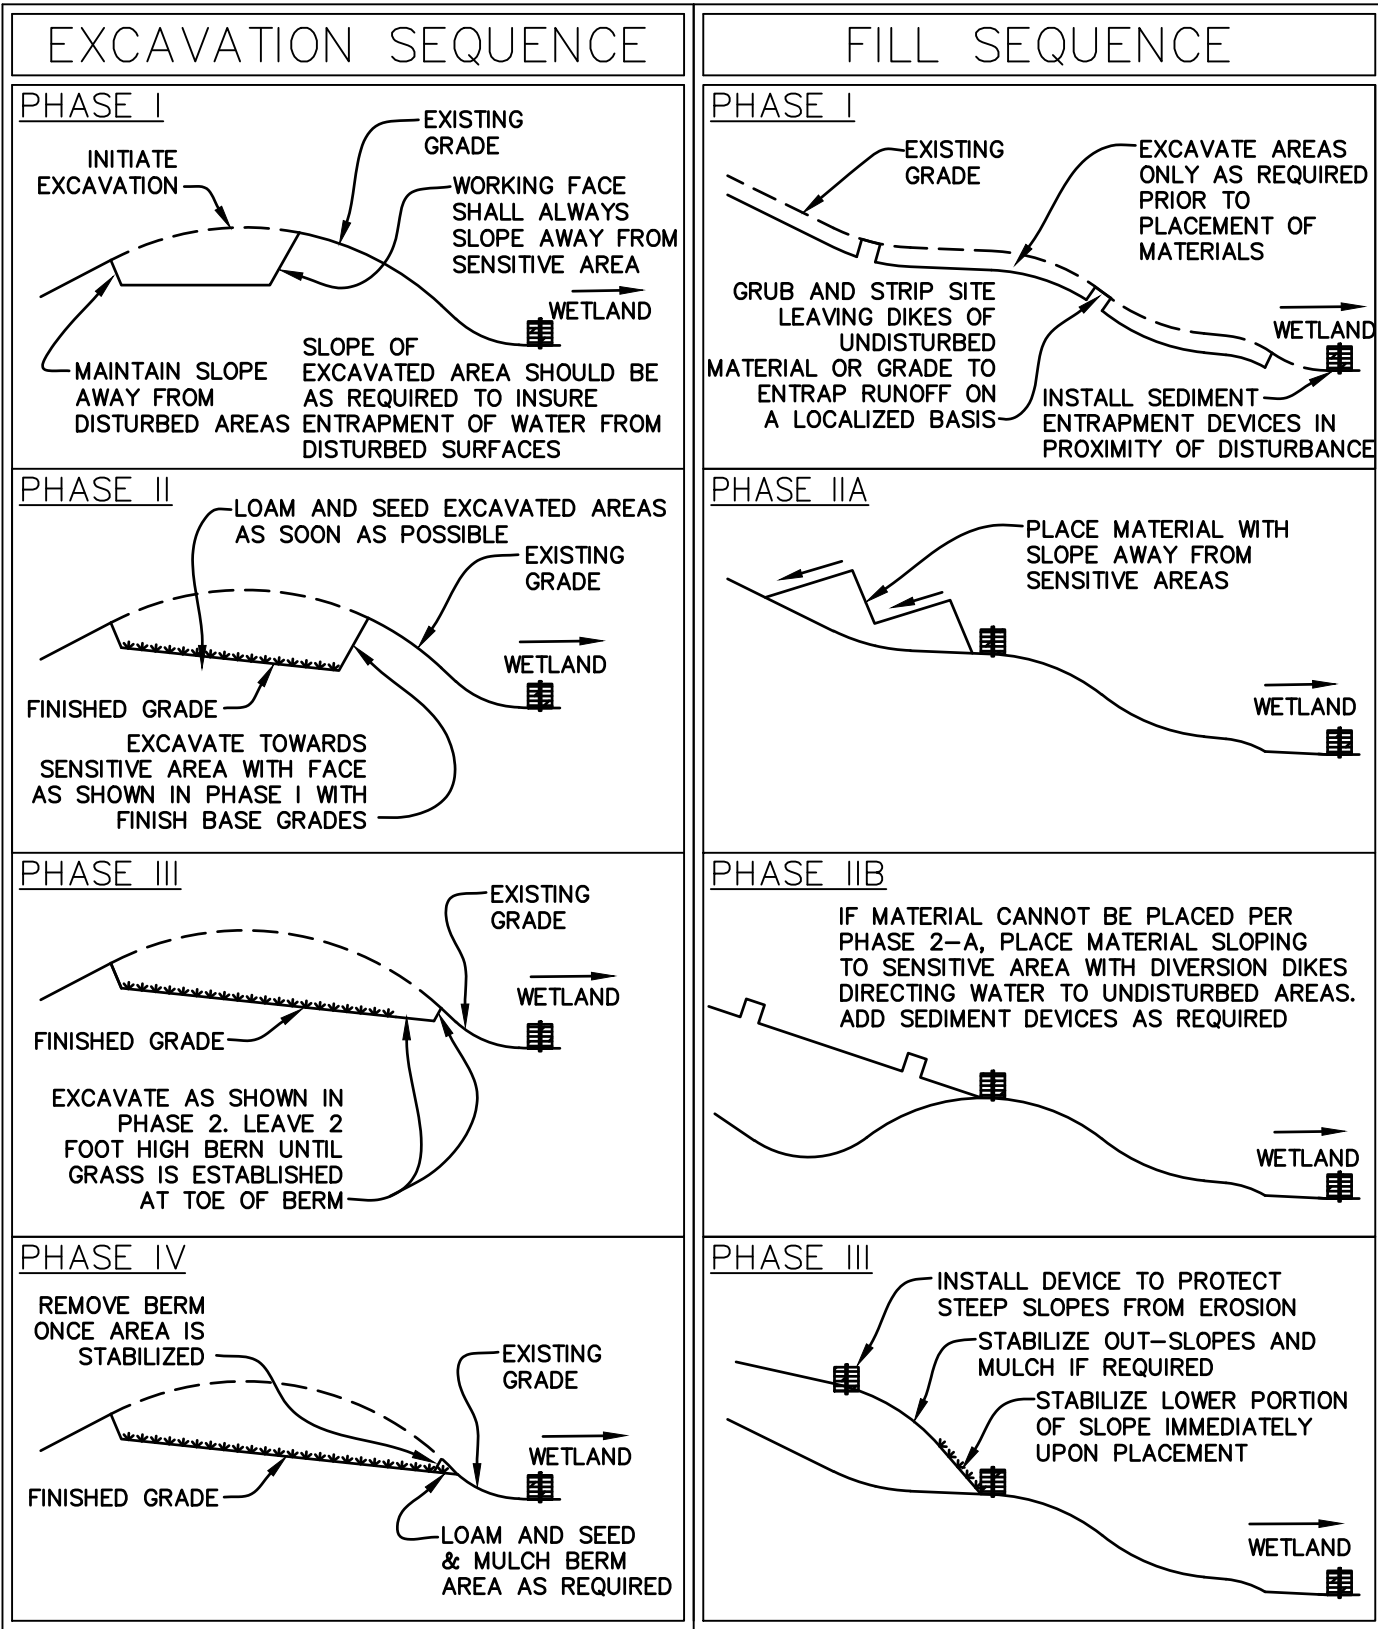 EXCAVATION SEQUENCE
PHASE I
EXISTING
GRADE
INITIATE
EXCAVATION
WORKING FACE
SHALL ALWAYS
SLOPE AWAY FROM
SENSITIVE AREA
WETLAND
MAINTAIN SLOPE
AWAY FROM
DISTURBED AREAS
SLOPE OF
EXCAVATED AREA SHOULD BE
AS REQUIRED TO INSURE
ENTRAPMENT OF WATER FROM
DISTURBED SURFACES
PHASE II
LOAM AND SEED EXCAVATED AREAS
AS SOON AS POSSIBLE
EXISTING
GRADE
WETLAND
FINISHED GRADE
EXCAVATE TOWARDS
SENSITIVE AREA WITH FACE
AS SHOWN IN PHASE I WITH
FINISH BASE GRADES
PHASE III
EXISTING
GRADE
WETLAND
FINISHED GRADE
EXCAVATE AS SHOWN IN
PHASE 2. LEAVE 2
FOOT HIGH BERN UNTIL
GRASS IS ESTABLISHED
AT TOE OF BERM
PHASE IV
REMOVE BERM
ONCE AREA IS
STABILIZED
EXISTING
GRADE
WETLAND
FINISHED GRADE
LOAM AND SEED
& MULCH BERM
AREA AS REQUIRED
FILL SEQUENCE
PHASE I
EXISTING
GRADE
EXCAVATE AREAS
ONLY AS REQUIRED
PRIOR TO
PLACEMENT OF
MATERIALS
GRUB AND STRIP SITE
LEAVING DIKES OF
UNDISTURBED
MATERIAL OR GRADE TO
ENTRAP RUNOFF ON
A LOCALIZED BASIS
WETLAND
INSTALL SEDIMENT
ENTRAPMENT DEVICES IN
PROXIMITY OF DISTURBANCE
PHASE IIA
PLACE MATERIAL WITH
SLOPE AWAY FROM
SENSITIVE AREAS
WETLAND
PHASE IIB
IF MATERIAL CANNOT BE PLACED PER
PHASE 2-A, PLACE MATERIAL SLOPING
TO SENSITIVE AREA WITH DIVERSION DIKES
DIRECTING WATER TO UNDISTURBED AREAS.
ADD SEDIMENT DEVICES AS REQUIRED
WETLAND
PHASE III
INSTALL DEVICE TO PROTECT
STEEP SLOPES FROM EROSION
STABILIZE OUT-SLOPES AND
MULCH IF REQUIRED
STABILIZE LOWER PORTION
OF SLOPE IMMEDIATELY
UPON PLACEMENT
WETLAND